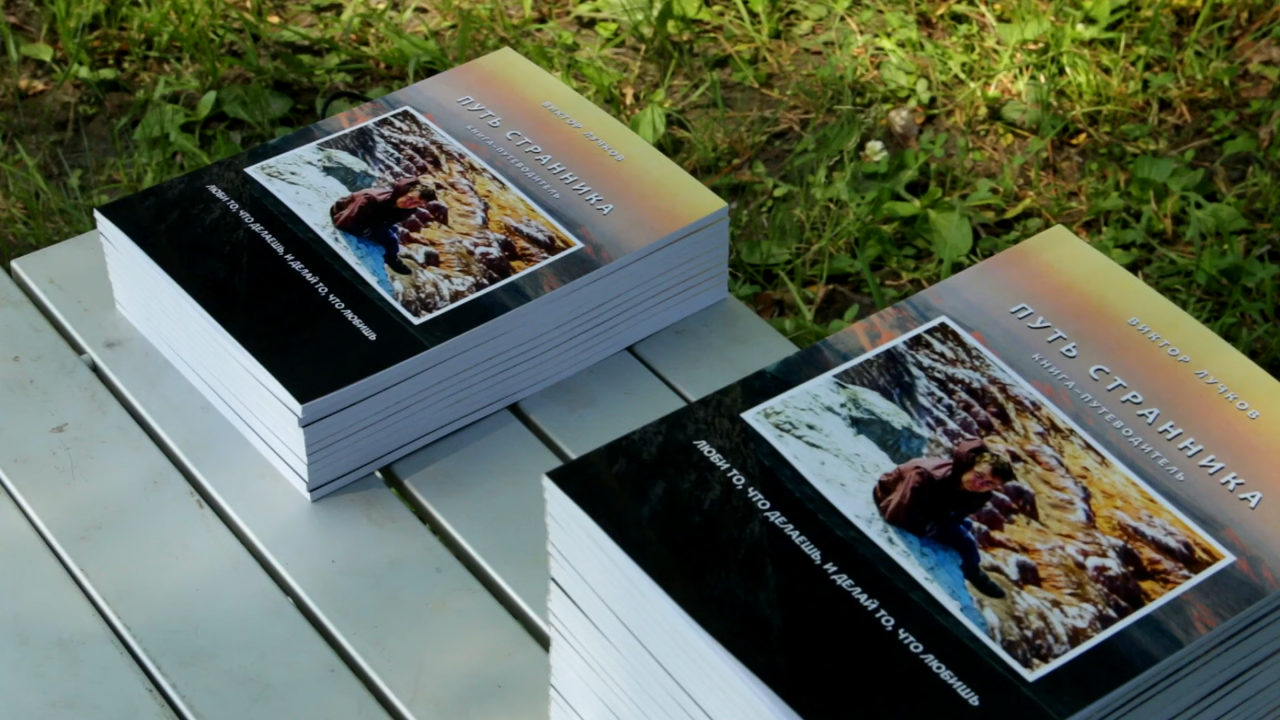 ВИКТОР ЛУЧКОВ
ПУТЬ СТРАННИКА
КНИГА-ПУТЕВОДИТЕЛЬ
ЛЮБИ ТО, ЧТО ДЕЛАЕШЬ, И ДЕЛАЙ ТО, ЧТО ЛЮБИШЬ
ВИКТОР ЛУЧКОВ
ПУТЬ СТРАННИКА
КНИГА-ПУТЕВОДИТЕЛЬ
ЛЮБИ ТО, ЧТО ДЕЛАЕШЬ, И ДЕЛАЙ ТО, ЧТО ЛЮБИШЬ